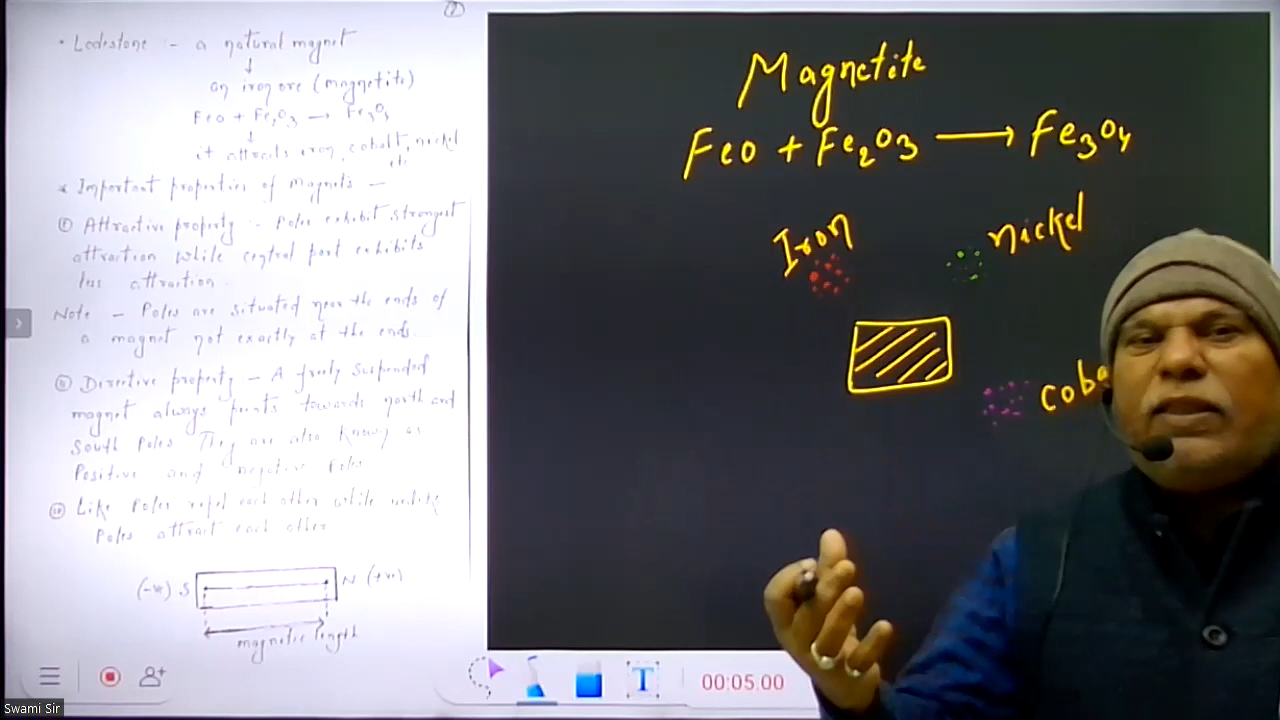 • Lodestone :- a natural magnet
↓
an iron ore (magnetite)
FeO + Fe2O3 → Fe3O4
↓
it attracts iron, cobalt, nickel
etc
* Important properties of magnets –
(i) Attractive property :- Poles exhibit strongest
attraction while central part exhibits
less attraction.
Note – Poles are situated near the ends of
a magnet not exactly at the ends.
(ii) Directive property – A freely suspended
magnet always points towards north and
South Poles. They are also known as
Positive and negative Poles
(iii) Like Poles repel each other while unlike
Poles attract each other
(-ve) S N (+ve)
magnetic length
Magnetite
FeO + Fe2O3 → Fe3O4
Iron
nickel
coba
T
00:05.00
Swami Sir